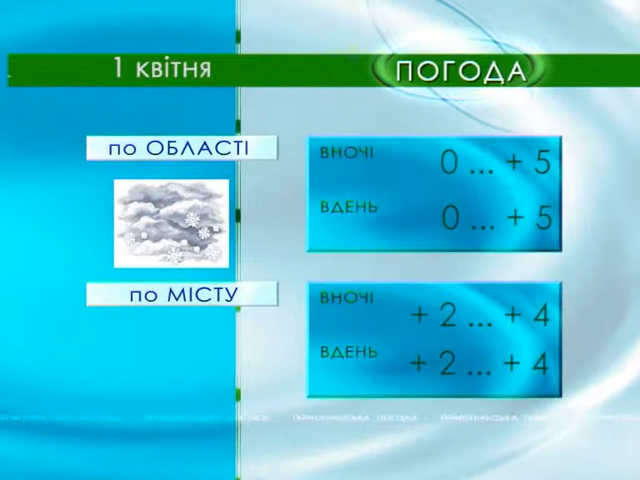 1 квітня
ПОГОДА
по ОБЛАСТІ
ВНОЧІ 0 ... + 5
ВДЕНЬ 0 ... + 5
по МІСТУ
ВНОЧІ + 2 ... + 4
ВДЕНЬ + 2 ... + 4
ПОГОДА